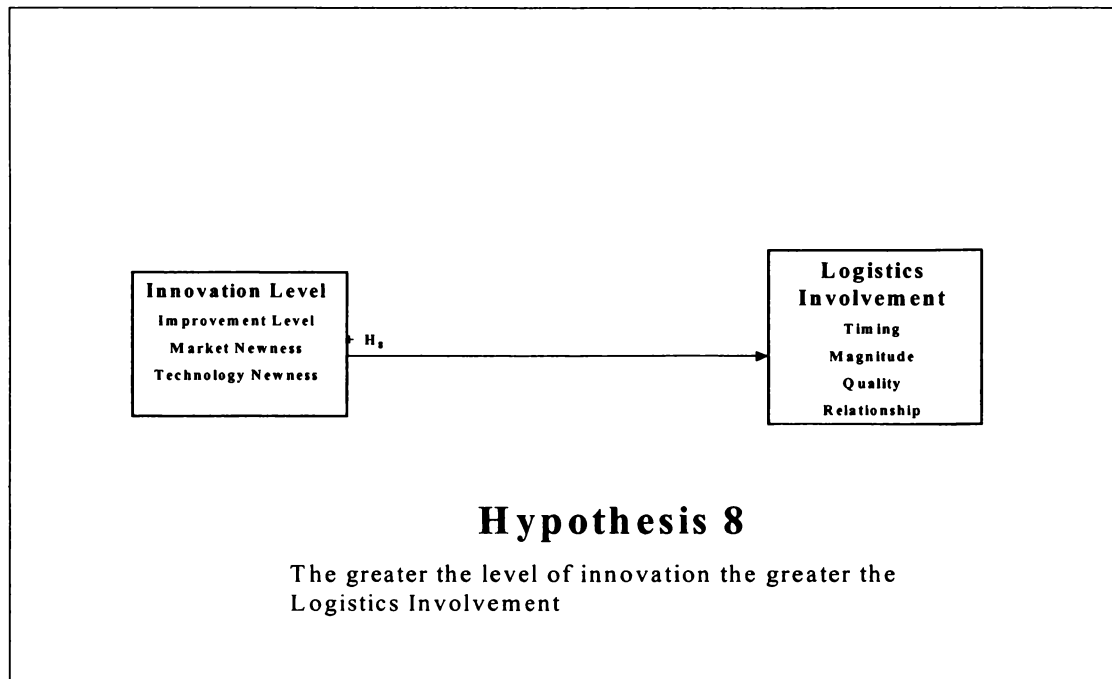 Innovation Level
Improvement Level
Market Newness
Technology Newness
+ H₈
Logistics
Involvement
Timing
Magnitude
Quality
Relationship
Hypothesis 8
The greater the level of innovation the greater the
Logistics Involvement